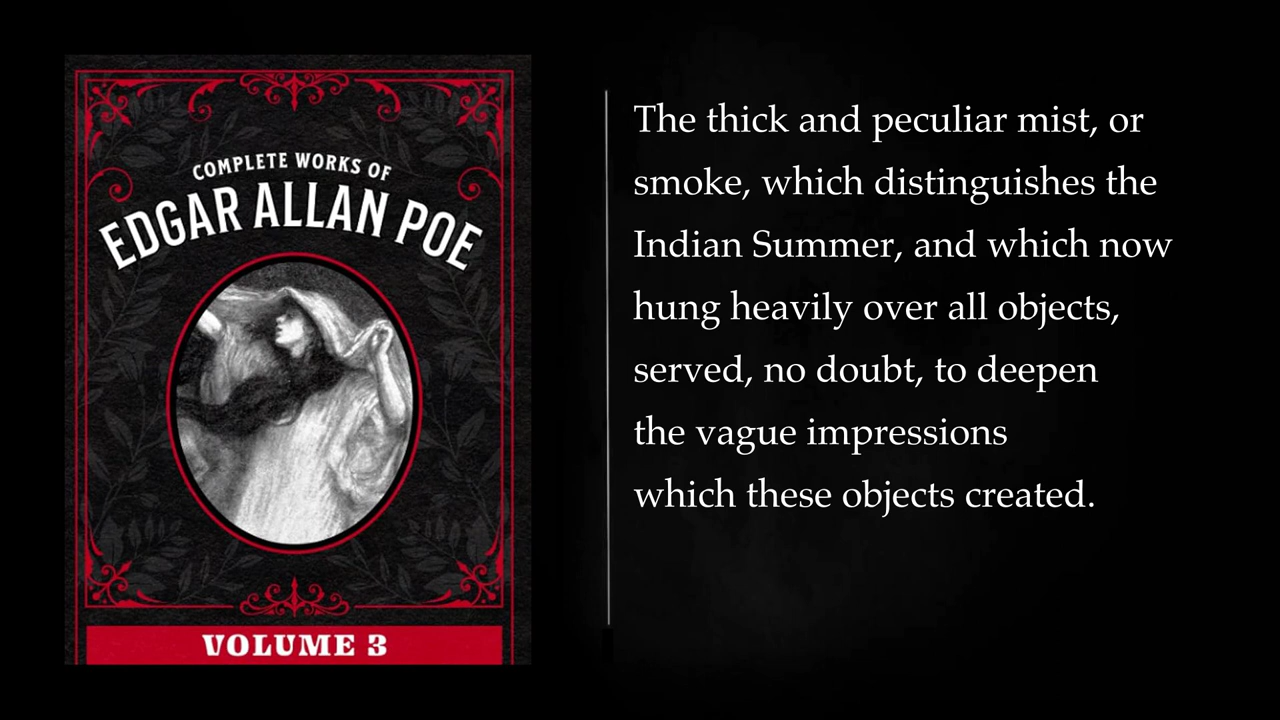 COMPLETE WORKS OF
EDGAR ALLAN POE
VOLUME 3
The thick and peculiar mist, or
smoke, which distinguishes the
Indian Summer, and which now
hung heavily over all objects,
served, no doubt, to deepen
the vague impressions
which these objects created.